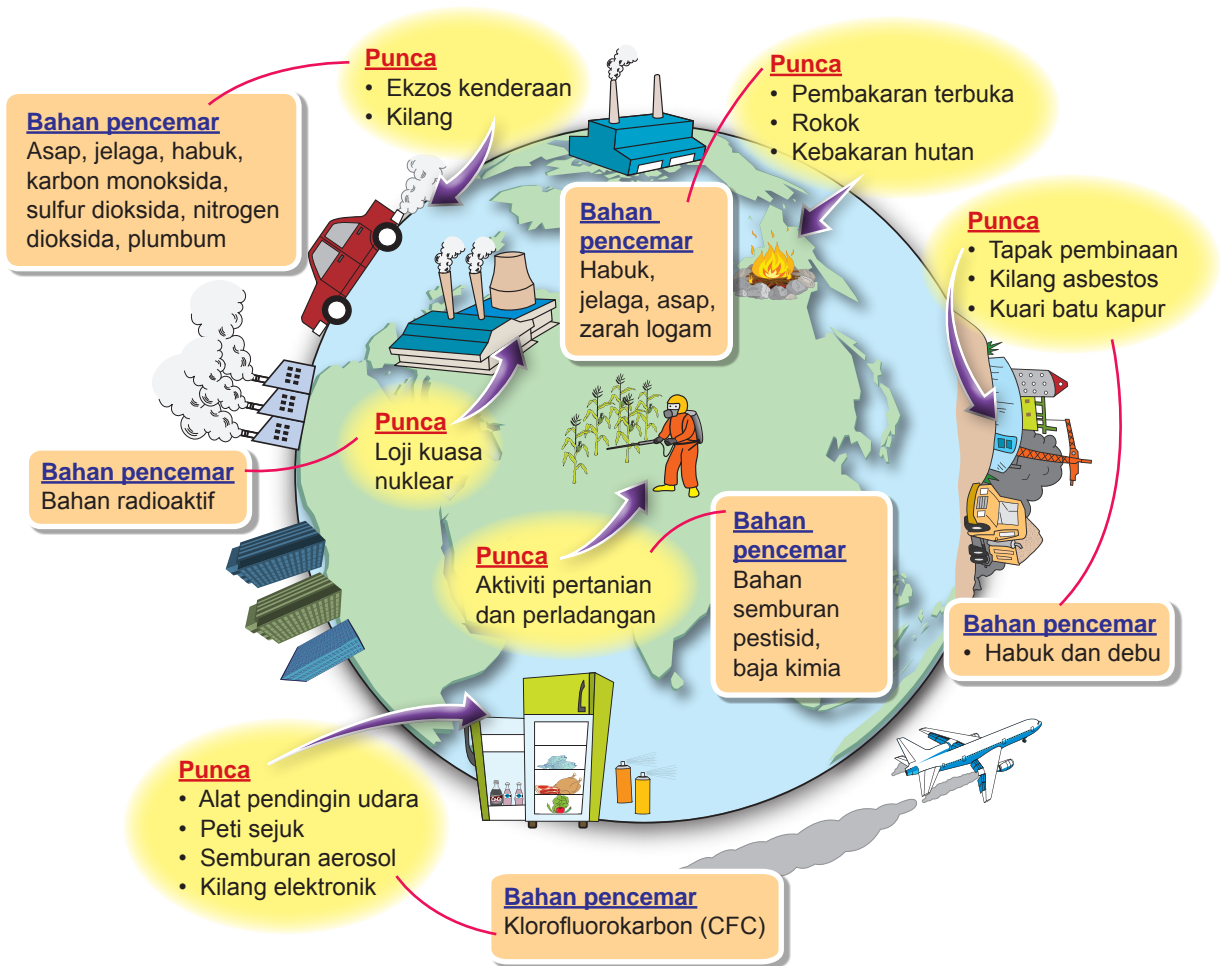 Punca
• Ekzos kenderaan
• Kilang
Bahan pencemar
Asap, jelaga, habuk,
karbon monoksida,
sulfur dioksida, nitrogen
dioksida, plumbum
Punca
• Pembakaran terbuka
• Rokok
• Kebakaran hutan
Bahan
pencemar
Habuk,
jelaga, asap,
zarah logam
Punca
• Tapak pembinaan
• Kilang asbestos
• Kuari batu kapur
Bahan pencemar
• Habuk dan debu
Punca
Loji kuasa
nuklear
Bahan pencemar
Bahan radioaktif
Punca
Aktiviti pertanian
dan perladangan
Bahan
pencemar
Bahan
semburan
pestisid,
baja kimia
Punca
• Alat pendingin udara
• Peti sejuk
• Semburan aerosol
• Kilang elektronik
Bahan pencemar
Klorofluorokarbon (CFC)